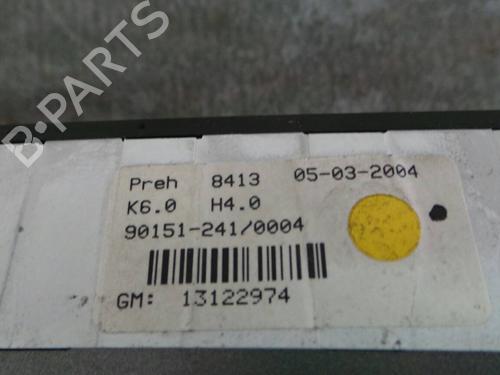 B-PARTS
Preh 8413 05-03-2004
K6.0 H4.0
90151-241/0004
GM: 13122974